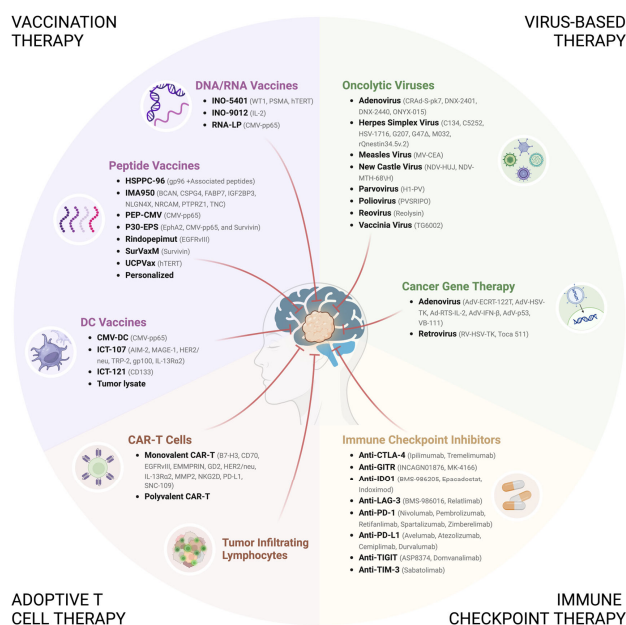 VACCINATION
THERAPY
VIRUS-BASED
THERAPY
DNA/RNA Vaccines
• INO-5401 (WT1, PSMA, hTERT)
• INO-9012 (IL-2)
• RNA-LP (CMV-pp65)
Peptide Vaccines
• HSPPC-96 (gp96 +Associated peptides)
• IMA950 (BCAN, CSPG4, FABP7, IGF2BP3,
NLGN4X, NRCAM, PTPRZ1, TNC)
• PEP-CMV (CMV-pp65)
• P30-EPS (EphA2, CMV-pp65, and Survivin)
• Rindopepimut (EGFRvIII)
• SurVaxM (Survivin)
• UCPVax (hTERT)
• Personalized
DC Vaccines
• CMV-DC (CMV-pp65)
• ICT-107 (AIM-2, MAGE-1, HER2/
neu, TRP-2, gp100, IL-13Rα2)
• ICT-121 (CD133)
• Tumor lysate
Oncolytic Viruses
• Adenovirus (CRAd-S-pk7, DNX-2401,
DNX-2440, ONYX-015)
• Herpes Simplex Virus (C134, C5252,
HSV-1716, G207, G47Δ, M032,
rQnestin34.5v.2)
• Measles Virus (MV-CEA)
• New Castle Virus (NDV-HUJ, NDV-
MTH-68\H)
• Parvovirus (H1-PV)
• Poliovirus (PVSRIPO)
• Reovirus (Reolysin)
• Vaccinia Virus (TG6002)
Cancer Gene Therapy
• Adenovirus (AdV-ECRT-122T, AdV-HSV-
TK, Ad-RTS-IL-2, AdV-IFN-β, AdV-p53,
VB-111)
• Retrovirus (RV-HSV-TK, Toca 511)
CAR-T Cells
• Monovalent CAR-T (B7-H3, CD70,
EGFRvIII, EMMPRIN, GD2, HER2/neu,
IL-13Rα2, MMP2, NKG2D, PD-L1,
SNC-109)
• Polyvalent CAR-T
Tumor Infiltrating
Lymphocytes
Immune Checkpoint Inhibitors
• Anti-CTLA-4 (Ipilimumab, Tremelimumab)
• Anti-GITR (INCAGN01876, MK-4166)
• Anti-IDO1 (BMS-986205, Epacadostat,
Indoximod)
• Anti-LAG-3 (BMS-986016, Relatlimab)
• Anti-PD-1 (Nivolumab, Pembrolizumab,
Retifanlimab, Spartalizumab, Zimberelimab)
• Anti-PD-L1 (Avelumab, Atezolizumab,
Cemiplimab, Durvalumab)
• Anti-TIGIT (ASP8374, Domvanalimab)
• Anti-TIM-3 (Sabatolimab)
ADOPTIVE T
CELL THERAPY
IMMUNE
CHECKPOINT THERAPY